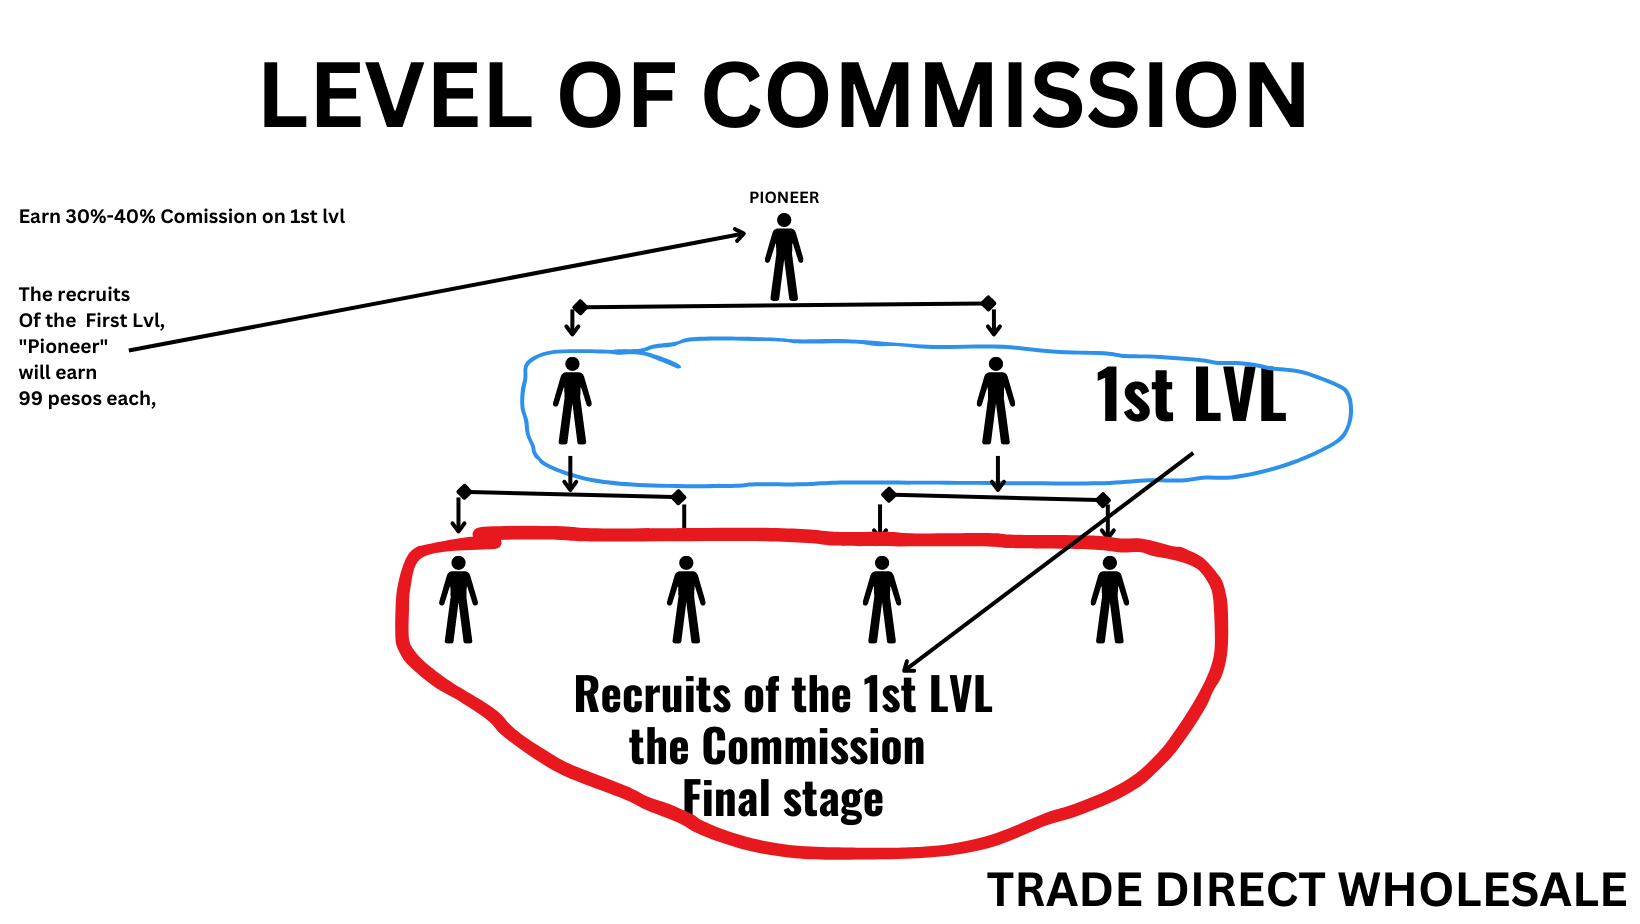 LEVEL OF COMMISSION
PIONEER
Earn 30%-40% Comission on 1st lvl
The recruits
Of the First Lvl,
"Pioneer"
will earn
99 pesos each,
1st LVL
Recruits of the 1st LVL
the Commission
Final stage
TRADE DIRECT WHOLESALE